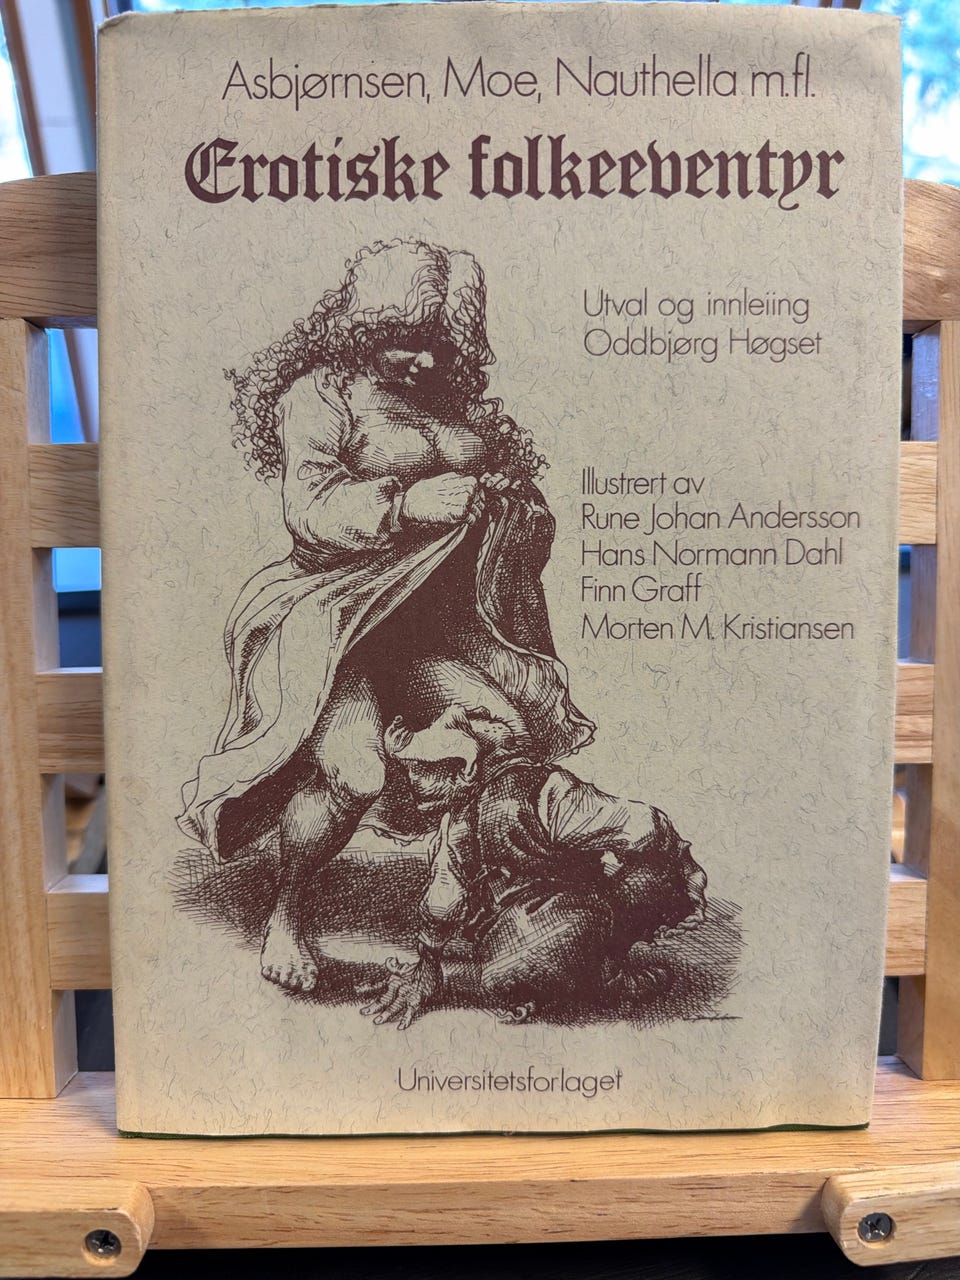 Asbjørnsen, Moe, Nauthella m.fl.
Erotiske folkeeventyr
Utval og innleiing
Oddbjørg Høgset
Illustrert av
Rune Johan Andersson
Hans Normann Dahl
Finn Graff
Morten M. Kristiansen
Universitetsforlaget